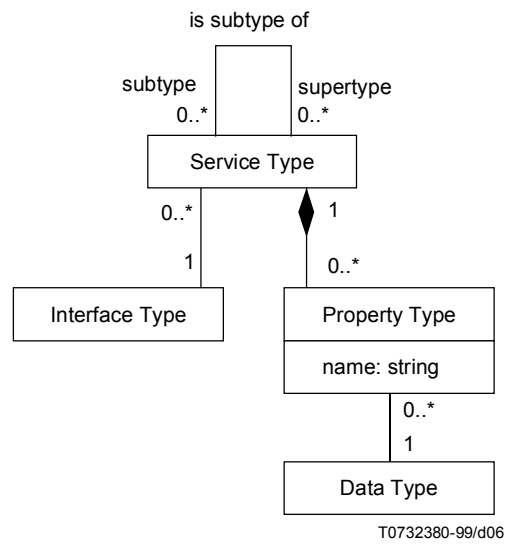 is subtype of
subtype
supertype
0..*
0..*
Service Type
0..*
1
1
0..*
Interface Type
Property Type
name: string
0..*
1
Data Type
T0732380-99/d06